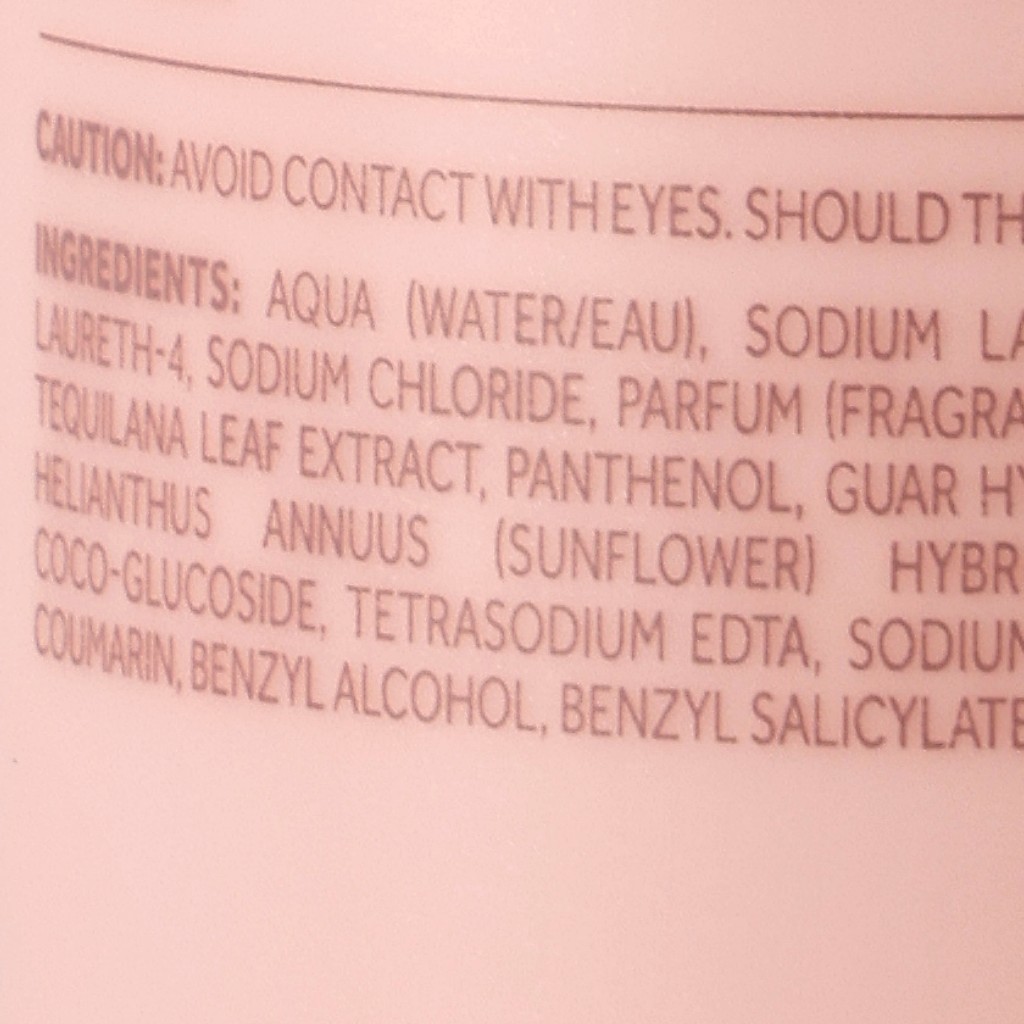 CAUTION: AVOID CONTACT WITH EYES. SHOULD TH
INGREDIENTS: AQUA (WATER/EAU), SODIUM LA
LAURETH-4, SODIUM CHLORIDE, PARFUM (FRAGRA
TEQUILANA LEAF EXTRACT, PANTHENOL, GUAR HY
HELIANTHUS ANNUUS (SUNFLOWER) HYBR
COCO-GLUCOSIDE, TETRASODIUM EDTA, SODIUM
COUMARIN, BENZYL ALCOHOL, BENZYL SALICYLATE